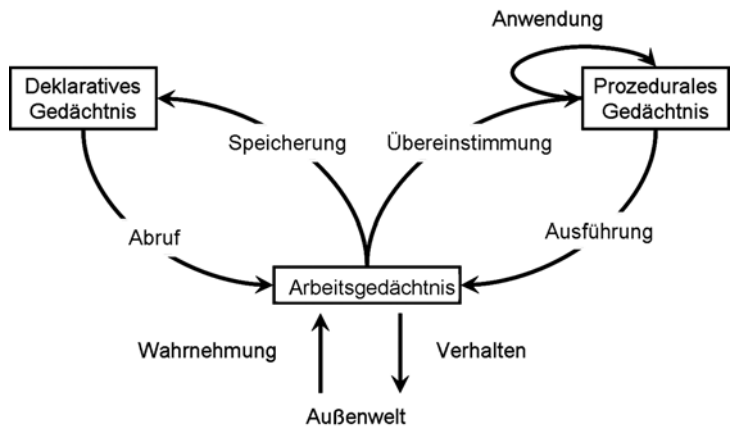 Anwendung
Deklaratives
Gedächtnis
Prozedurales
Gedächtnis
Speicherung
Übereinstimmung
Abruf
Ausführung
Arbeitsgedächtnis
Wahrnehmung
Verhalten
Außenwelt